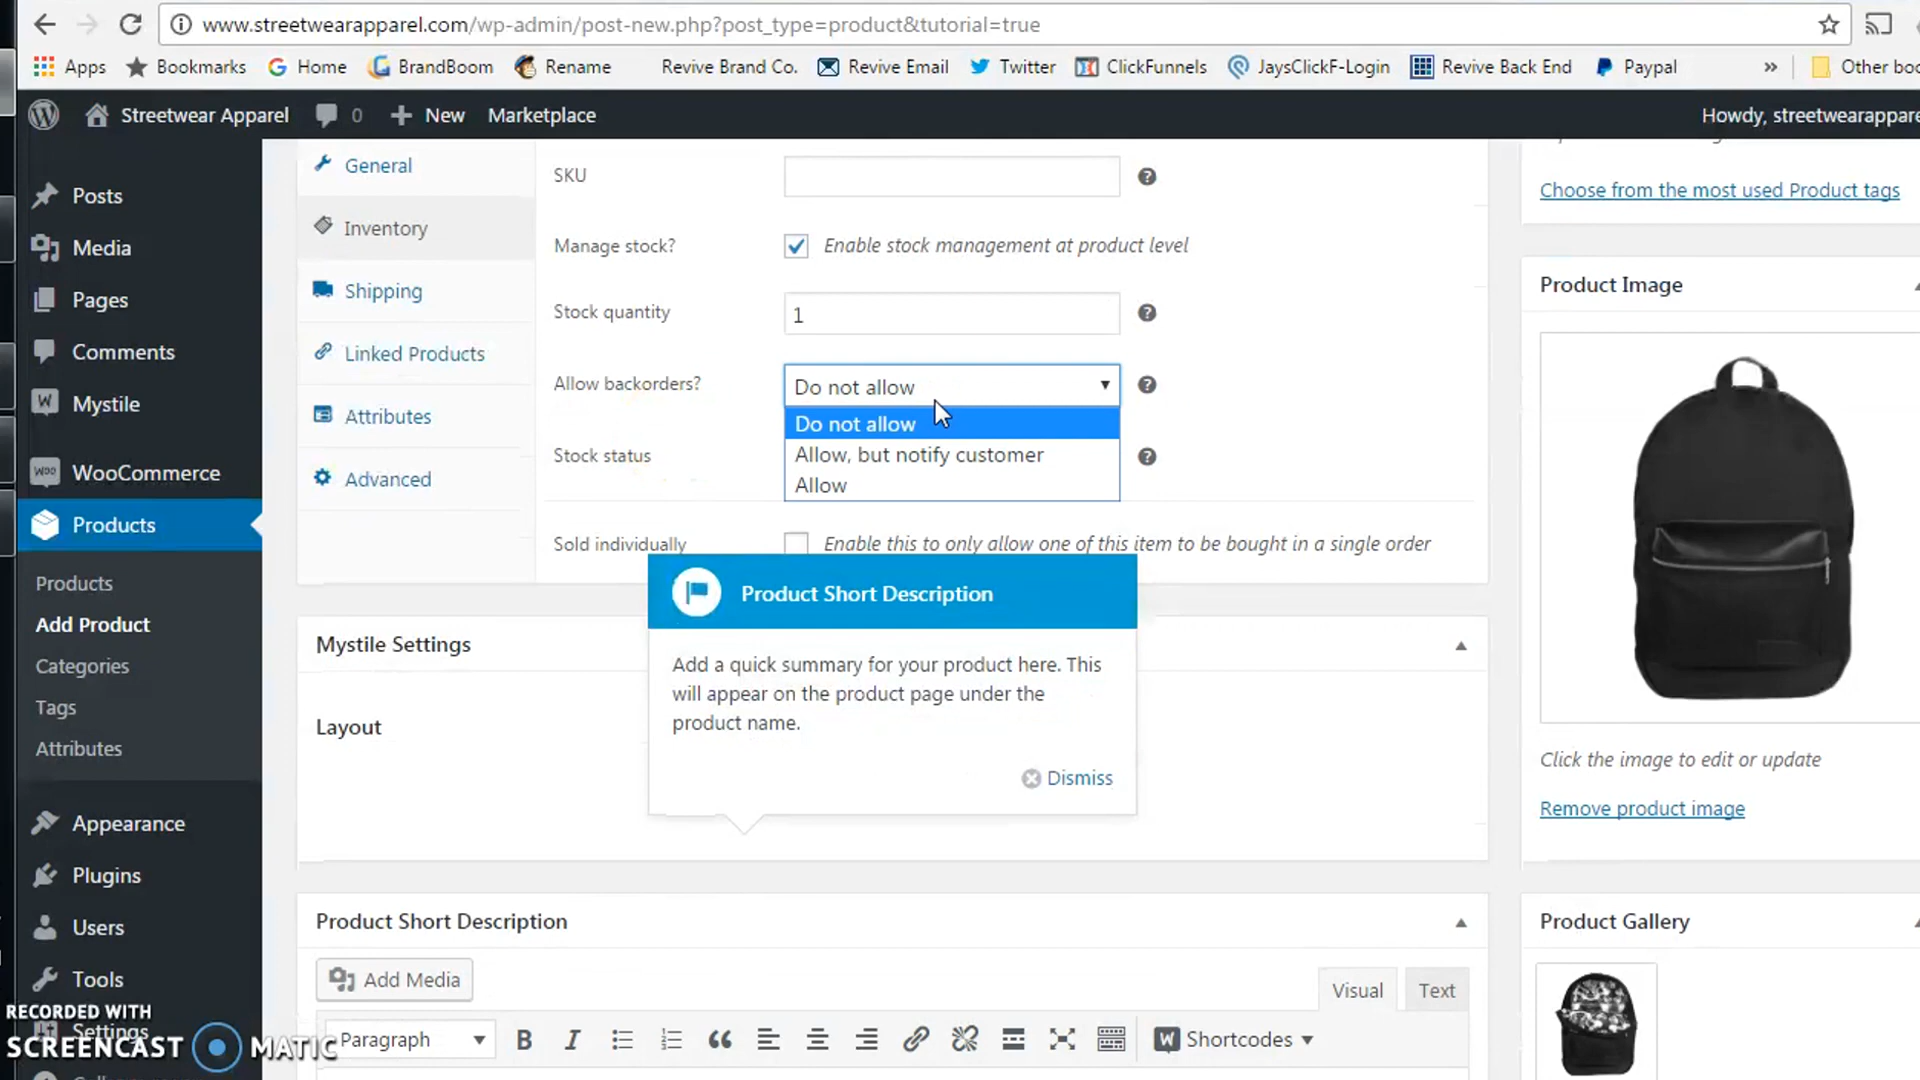 www.streetwearapparel.com/wp-admin/post-new.php?post_type=product&tutorial=true
Apps Bookmarks Home BrandBoom Rename Revive Brand Co. Revive Email Twitter ClickFunnels JaysClickF-Login Revive Back End Paypal » Other boo
Streetwear Apparel 0 New Marketplace Howdy, streetwearappare
Posts
Media
Pages
Comments
Mystile
WooCommerce
Products
Products
Add Product
Categories
Tags
Attributes
Appearance
Plugins
Users
Tools
Settings
General
Inventory
Shipping
Linked Products
Attributes
Advanced
SKU
Manage stock? Enable stock management at product level
Stock quantity 1
Allow backorders? Do not allow
Do not allow
Allow, but notify customer
Allow
Stock status
Sold individually Enable this to only allow one of this item to be bought in a single order
Product Short Description
Add a quick summary for your product here. This
will appear on the product page under the
product name.
Dismiss
Mystile Settings
Layout
Product Short Description
Add Media
Visual Text
Paragraph B I Shortcodes
Choose from the most used Product tags
Product Image
Click the image to edit or update
Remove product image
Product Gallery
RECORDED WITH
SCREENCAST MATIC